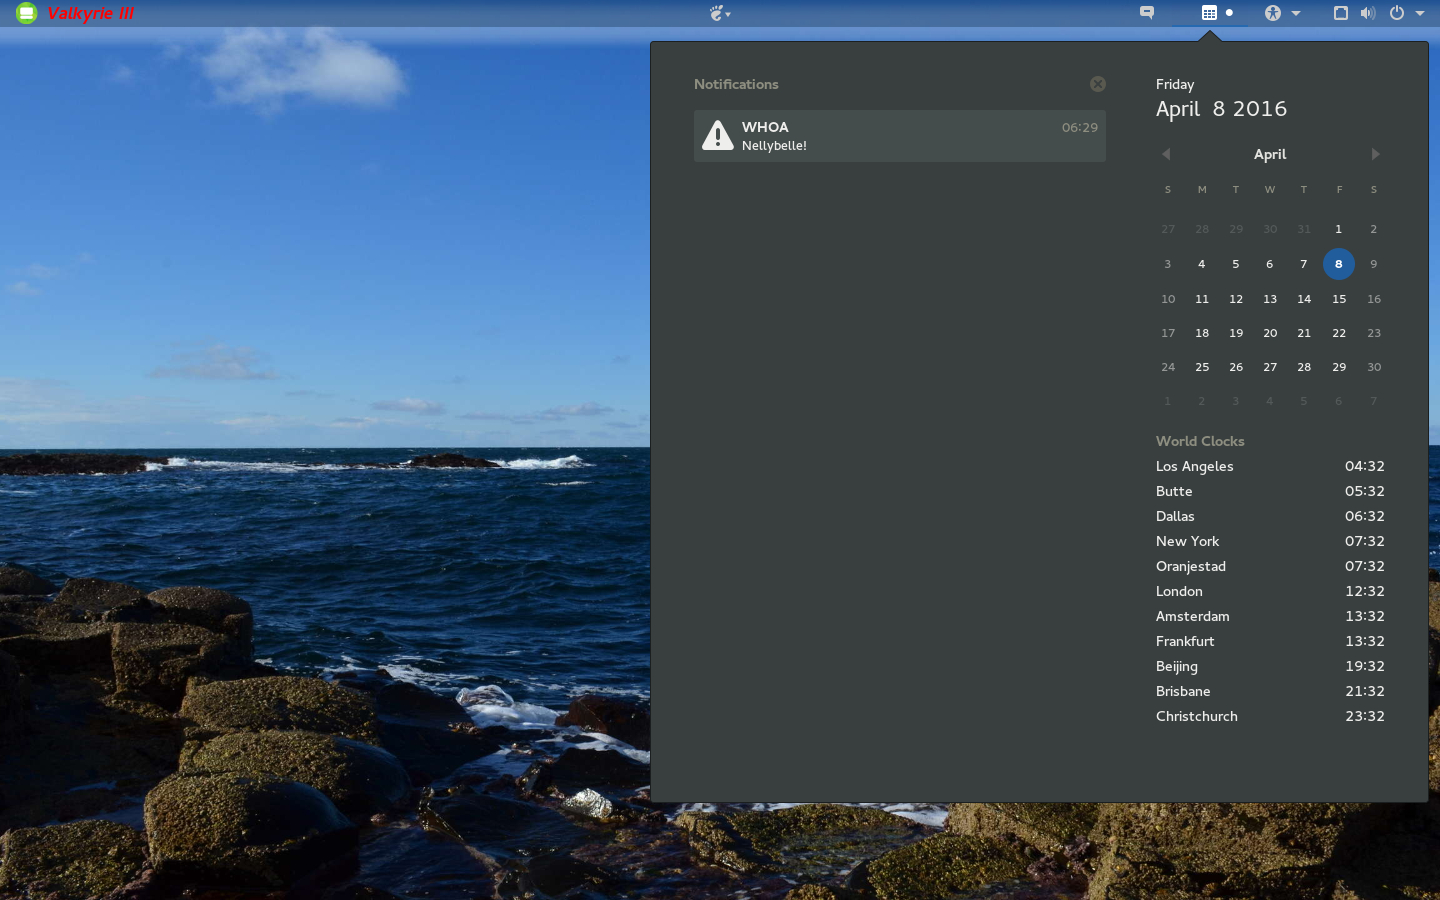 Valkyrie III
Notifications
WHOA 06:29
Nellybelle!
Friday
April 8 2016
April
S M T W T F S
27 28 29 30 31 1 2
3 4 5 6 7 8 9
10 11 12 13 14 15 16
17 18 19 20 21 22 23
24 25 26 27 28 29 30
1 2 3 4 5 6 7
World Clocks
Los Angeles 04:32
Butte 05:32
Dallas 06:32
New York 07:32
Oranjestad 07:32
London 12:32
Amsterdam 13:32
Frankfurt 13:32
Beijing 19:32
Brisbane 21:32
Christchurch 23:32